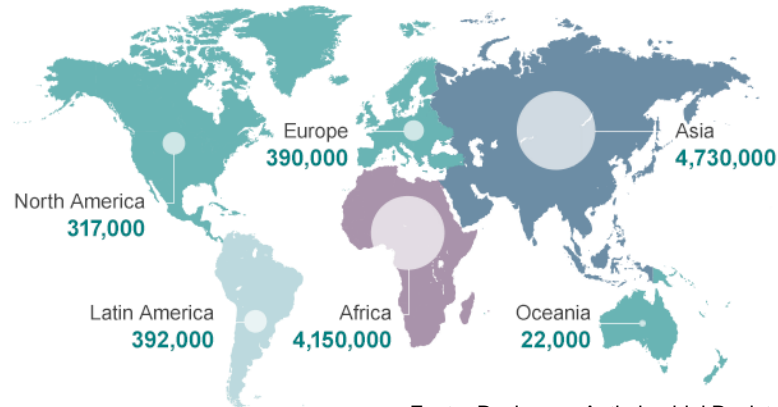 Europe
390,000
Asia
4,730,000
North America
317,000
Latin America
392,000
Africa
4,150,000
Oceania
22,000